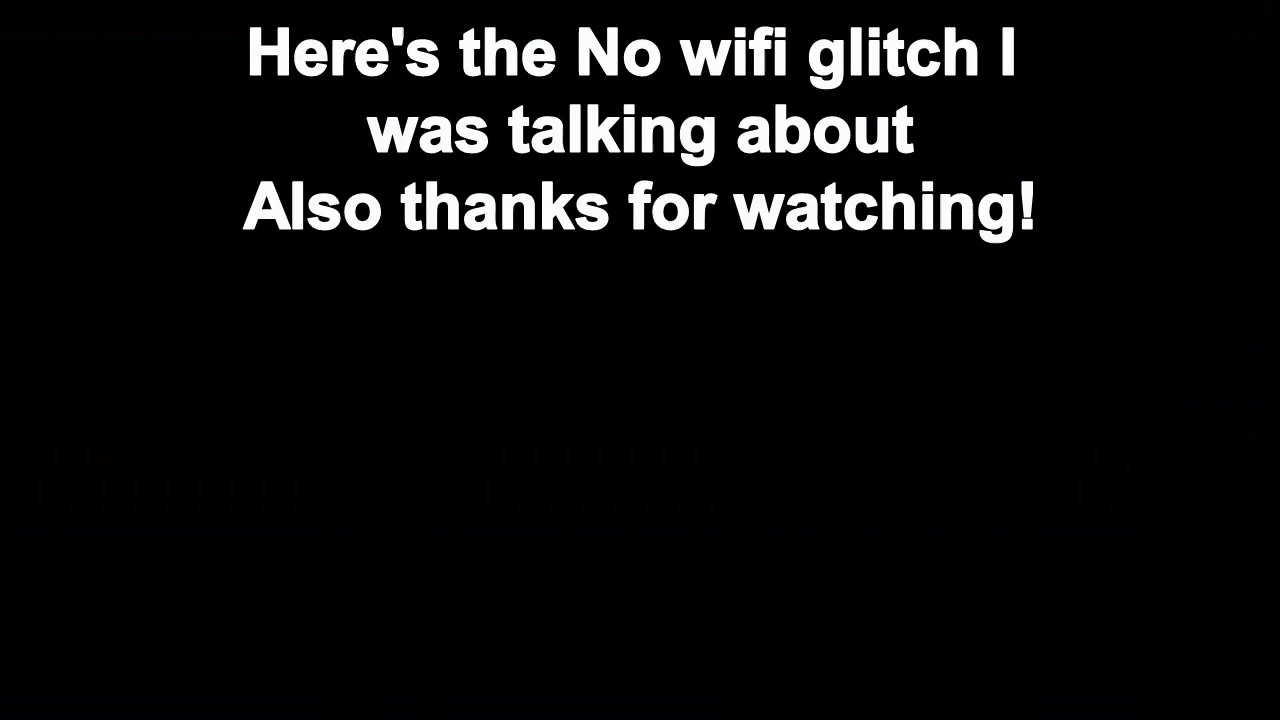 Here's the No wifi glitch I
was talking about
Also thanks for watching!